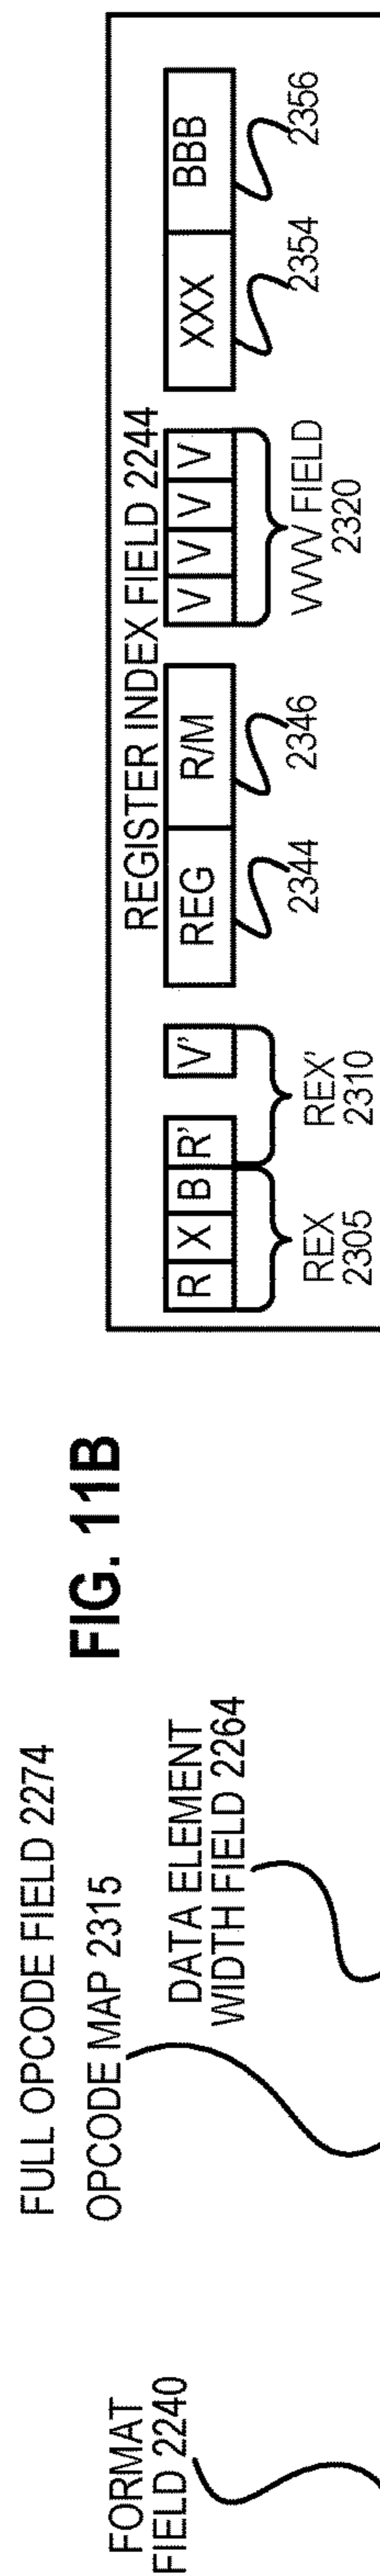 FULL OPCODE FIELD 2274
FIG. 11B
OPCODE MAP 2315
FORMAT
FIELD 2240
DATA ELEMENT
WIDTH FIELD 2264
REGISTER INDEX FIELD 2244
R X B R' V' REG R/M V V V V XXX BBB
2344 2346 2354 2356
REX
2305
REX'
2310
VVVV FIELD
2320